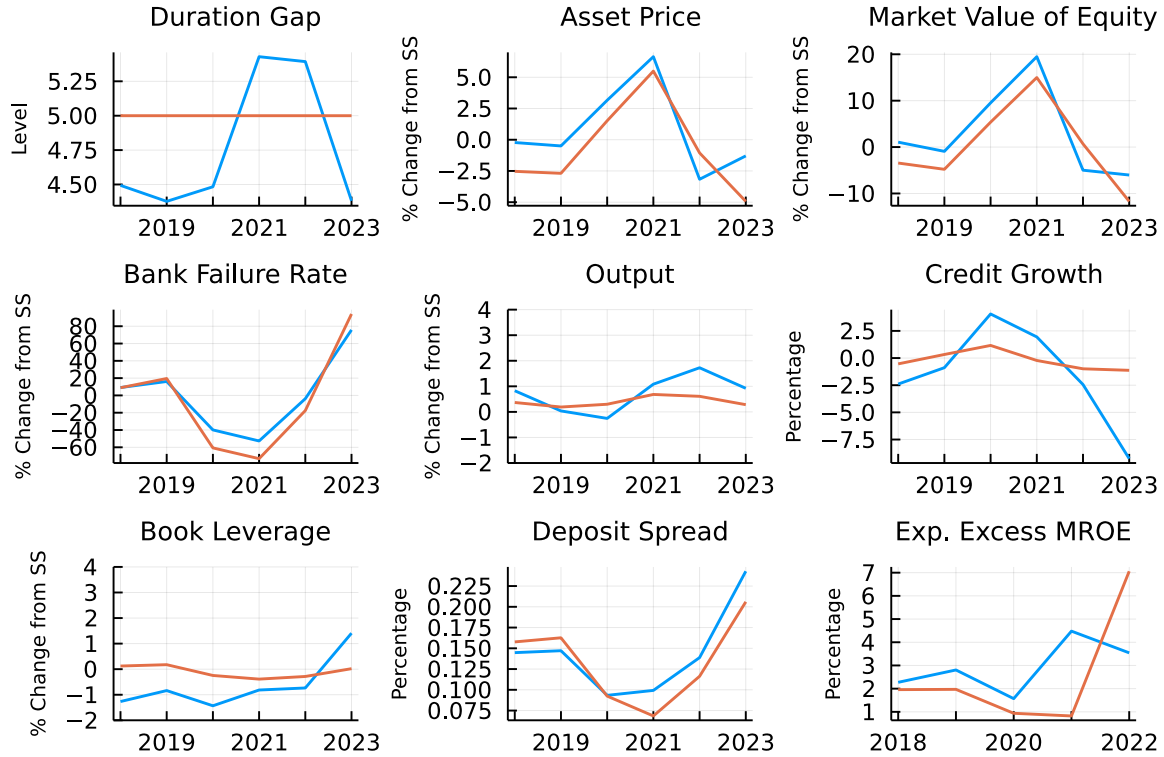 Duration Gap
Level
5.25
5.00
4.75
4.50
2019 2021 2023
Asset Price
% Change from SS
5.0
2.5
0.0
−2.5
−5.0
2019 2021 2023
Market Value of Equity
% Change from SS
20
10
0
−10
2019 2021 2023
Bank Failure Rate
% Change from SS
80
60
40
20
0
−20
−40
−60
2019 2021 2023
Output
% Change from SS
4
3
2
1
0
−1
−2
2019 2021 2023
Credit Growth
Percentage
2.5
0.0
−2.5
−5.0
−7.5
2019 2021 2023
Book Leverage
% Change from SS
4
3
2
1
0
−1
−2
2019 2021 2023
Deposit Spread
Percentage
0.225
0.200
0.175
0.150
0.125
0.100
0.075
2019 2021 2023
Exp. Excess MROE
Percentage
7
6
5
4
3
2
1
2018 2020 2022